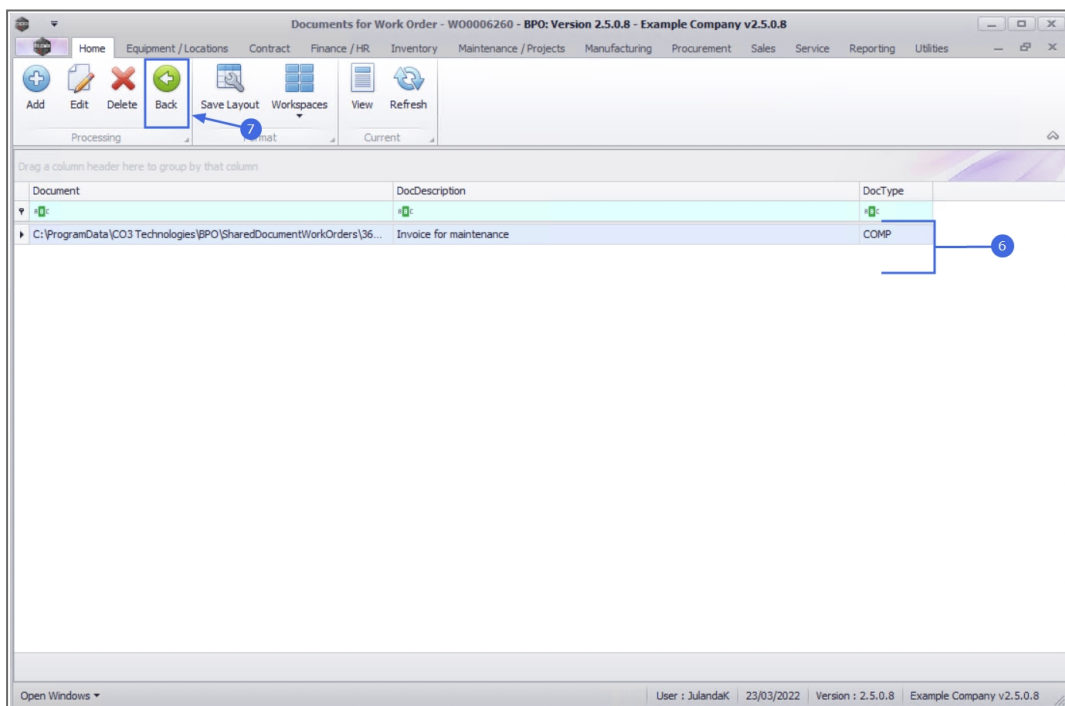 Documents for Work Order - WO0006260 - BPO: Version 2.5.0.8 - Example Company v2.5.0.8
Home Equipment / Locations Contract Finance / HR Inventory Maintenance / Projects Manufacturing Procurement Sales Service Reporting Utilities
Add Edit Delete Back Save Layout Workspaces View Refresh
7
Processing Current
Drag a column header here to group by that column
Document DocDescription DocType
C:\ProgramData\CO3 Technologies\BPO\SharedDocumentWorkOrders\36... Invoice for maintenance COMP
6
Open Windows User : JulandaK 23/03/2022 Version : 2.5.0.8 Example Company v2.5.0.8